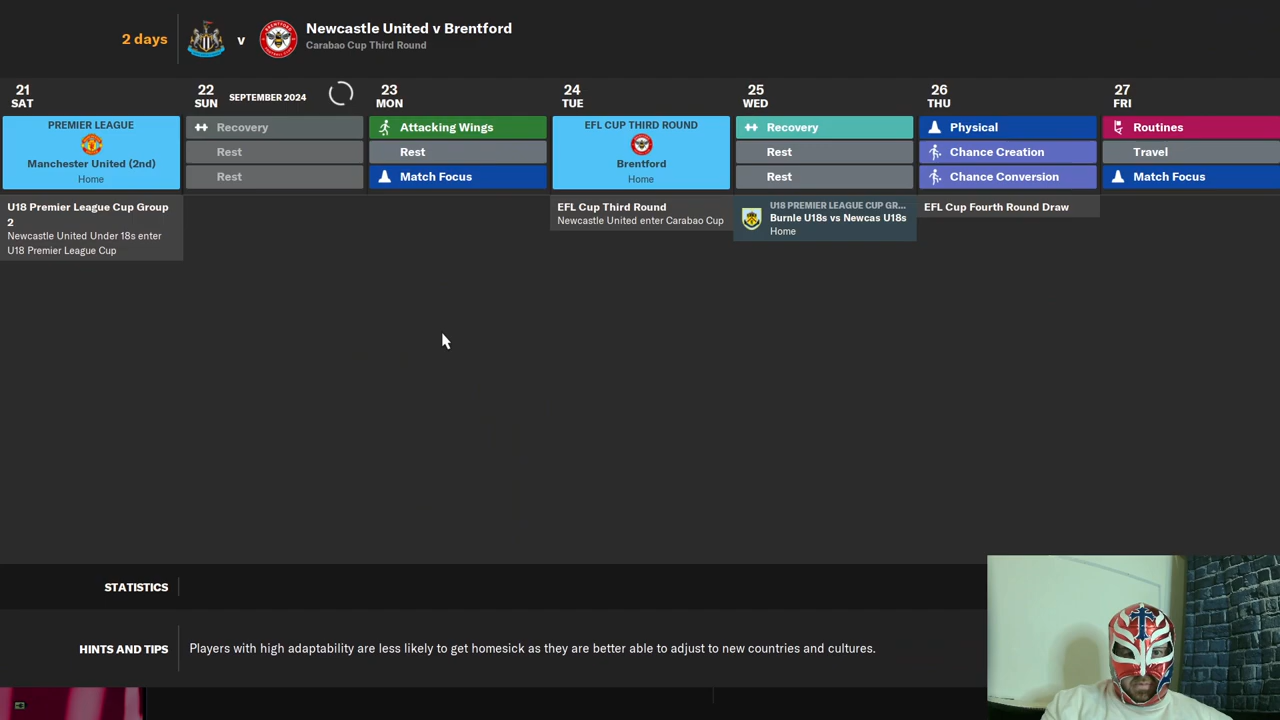 2 days
v
Newcastle United v Brentford
Carabao Cup Third Round
21
SAT
22
SUN
SEPTEMBER 2024
23
MON
24
TUE
25
WED
26
THU
27
FRI
PREMIER LEAGUE
Manchester United (2nd)
Home
Recovery
Rest
Rest
Attacking Wings
Rest
Match Focus
EFL CUP THIRD ROUND
Brentford
Home
Recovery
Rest
Rest
Physical
Chance Creation
Chance Conversion
Routines
Travel
Match Focus
U18 Premier League Cup Group
2
Newcastle United Under 18s enter
U18 Premier League Cup
EFL Cup Third Round
Newcastle United enter Carabao Cup
U18 PREMIER LEAGUE CUP GR...
Burnle U18s vs Newcas U18s
Home
EFL Cup Fourth Round Draw
STATISTICS
HINTS AND TIPS
Players with high adaptability are less likely to get homesick as they are better able to adjust to new countries and cultures.